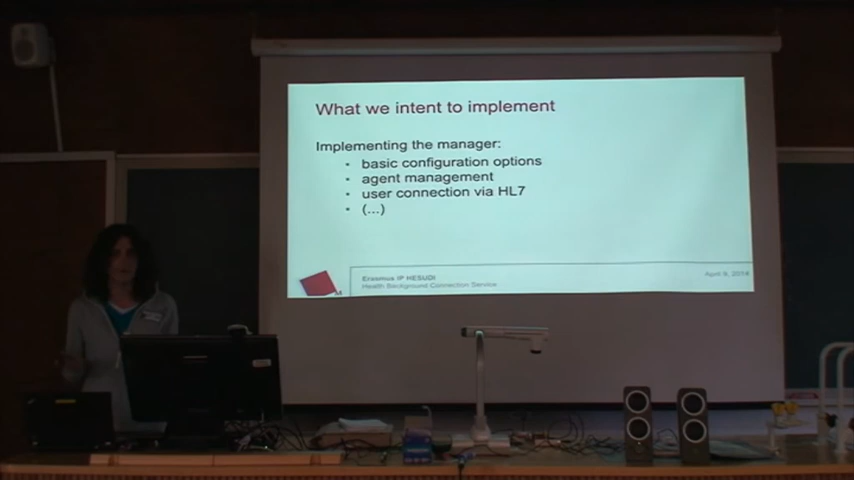 What we intent to implement
Implementing the manager:
• basic configuration options
• agent management
• user connection via HL7
• (...)
Erasmus IP HESUDI
Health Background Connection Service
April 9, 2014